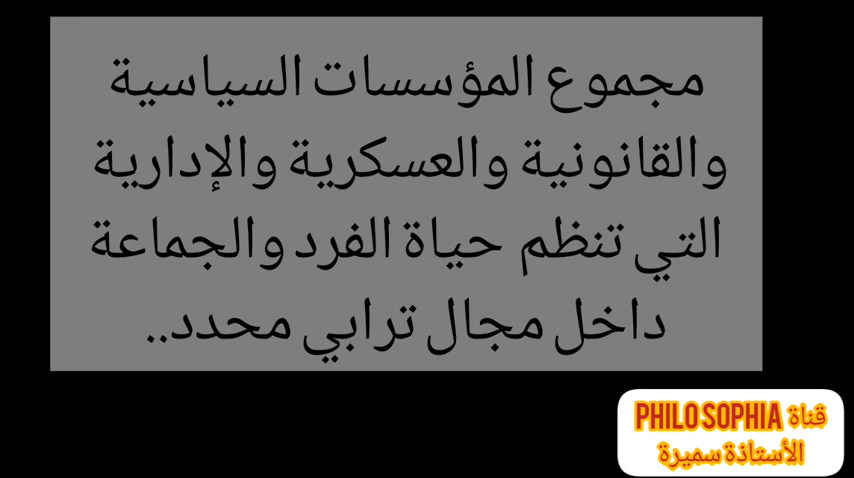 مجموع المؤسسات السياسية
والقانونية والعسكرية والإدارية
التي تنظم حياة الفرد والجماعة
داخل مجال ترابي محدد..
قناة PHILO SOPHIA
الأستاذة سميرة